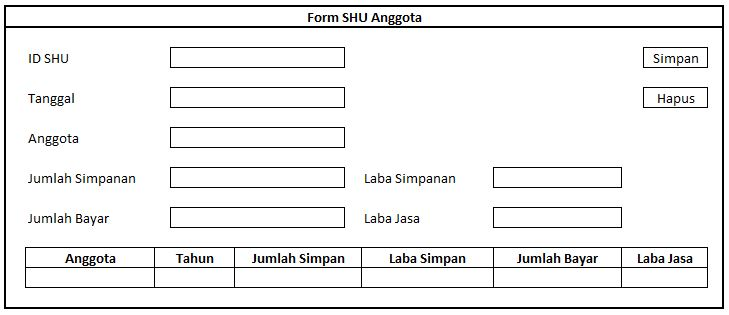 Form SHU Anggota
ID SHU Simpan
Tanggal Hapus
Anggota
Jumlah Simpanan Laba Simpanan
Jumlah Bayar Laba Jasa
Anggota Tahun Jumlah Simpan Laba Simpan Jumlah Bayar Laba Jasa